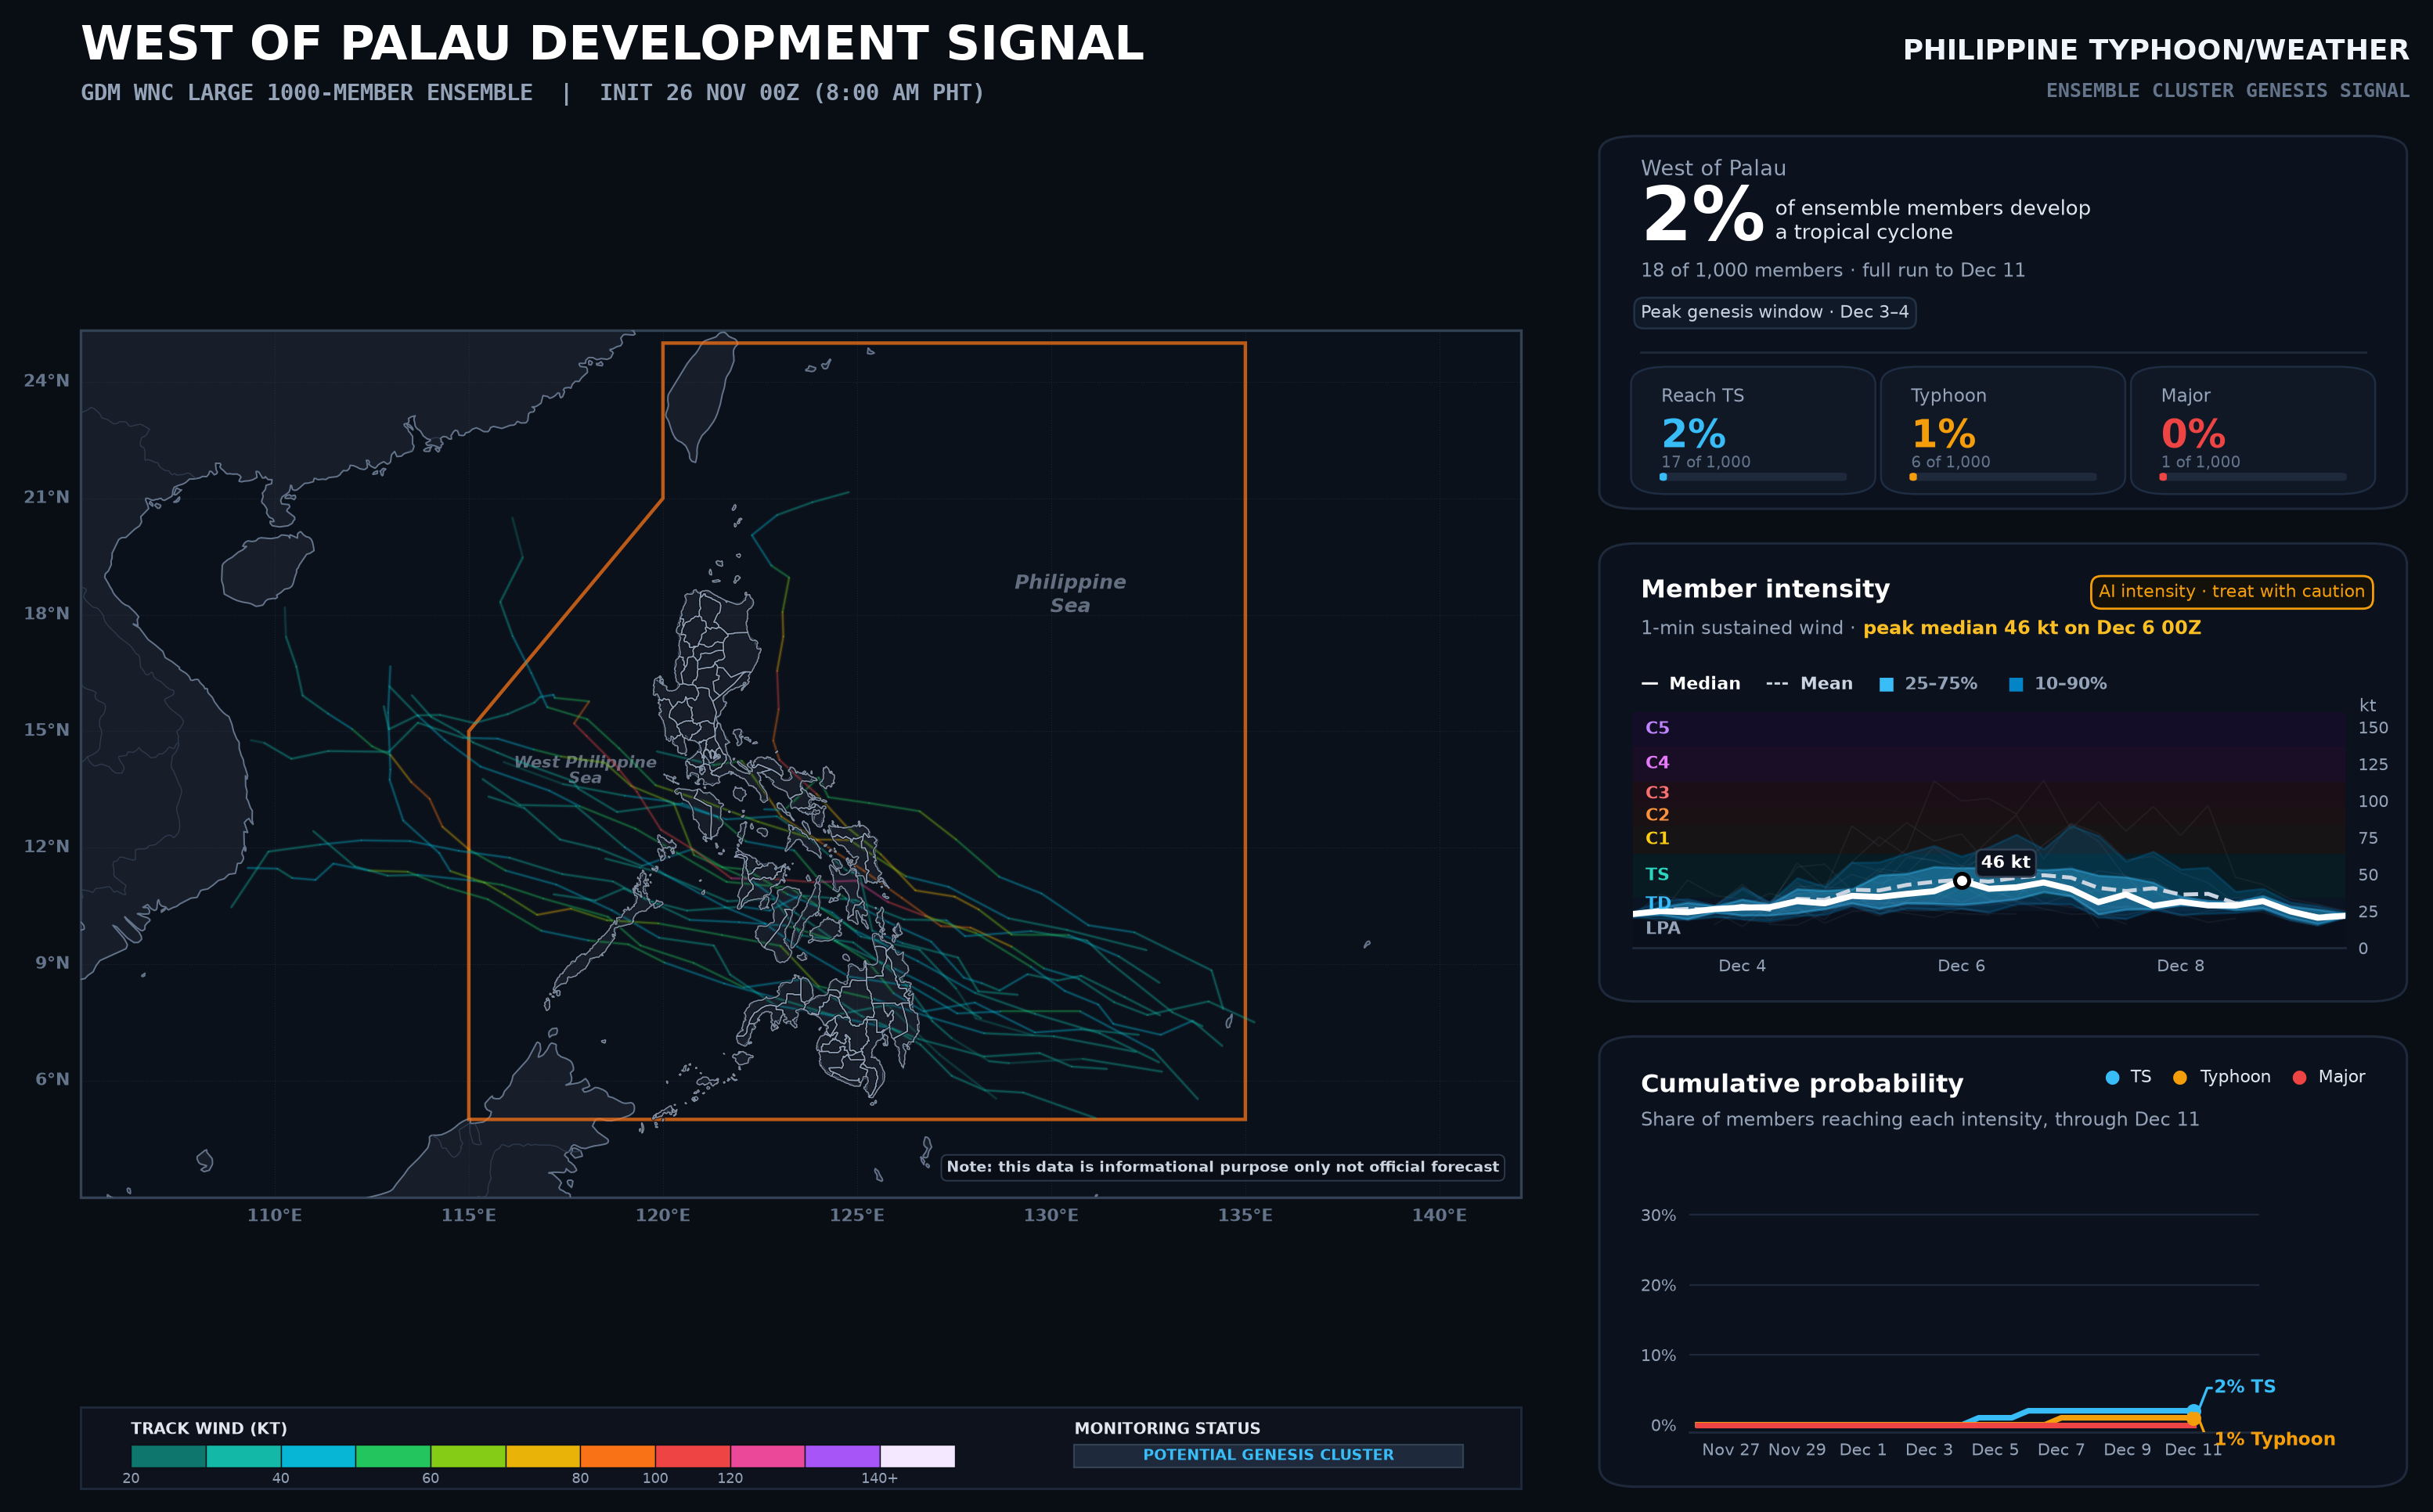 WEST OF PALAU DEVELOPMENT SIGNAL
GDM WNC LARGE 1000-MEMBER ENSEMBLE | INIT 26 NOV 00Z (8:00 AM PHT)
PHILIPPINE TYPHOON/WEATHER
ENSEMBLE CLUSTER GENESIS SIGNAL
24°N
21°N
18°N
15°N
12°N
9°N
6°N
Philippine
Sea
West Philippine
Sea
Note: this data is informational purpose only not official forecast
110°E 115°E 120°E 125°E 130°E 135°E 140°E
TRACK WIND (KT)
20 40 60 80 100 120 140+
MONITORING STATUS
POTENTIAL GENESIS CLUSTER
West of Palau
2% of ensemble members develop
a tropical cyclone
18 of 1,000 members · full run to Dec 11
Peak genesis window · Dec 3–4
Reach TS
2%
17 of 1,000
Typhoon
1%
6 of 1,000
Major
0%
1 of 1,000
Member intensity
AI intensity · treat with caution
1-min sustained wind · peak median 46 kt on Dec 6 00Z
Median Mean 25–75% 10–90%
kt
C5
C4
C3
C2
C1
TS
TD
LPA
46 kt
150
125
100
75
50
25
0
Dec 4 Dec 6 Dec 8
Cumulative probability
TS Typhoon Major
Share of members reaching each intensity, through Dec 11
30%
20%
10%
0%
2% TS
1% Typhoon
Nov 27 Nov 29 Dec 1 Dec 3 Dec 5 Dec 7 Dec 9 Dec 11